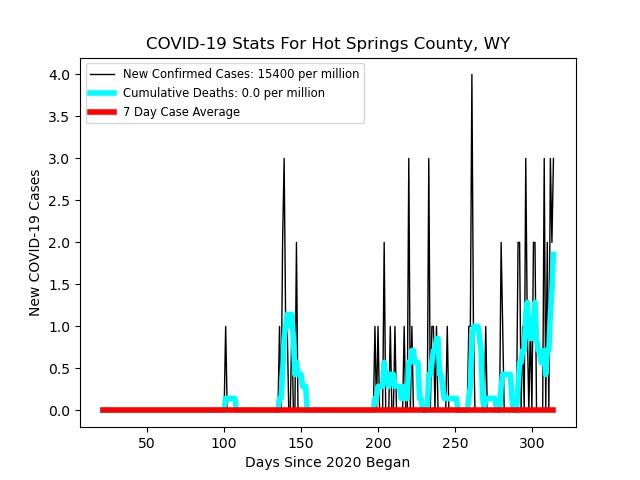 COVID-19 Stats For Hot Springs County, WY
New Confirmed Cases: 15400 per million
Cumulative Deaths: 0.0 per million
7 Day Case Average
New COVID-19 Cases
4.0
3.5
3.0
2.5
2.0
1.5
1.0
0.5
0.0
50 100 150 200 250 300
Days Since 2020 Began